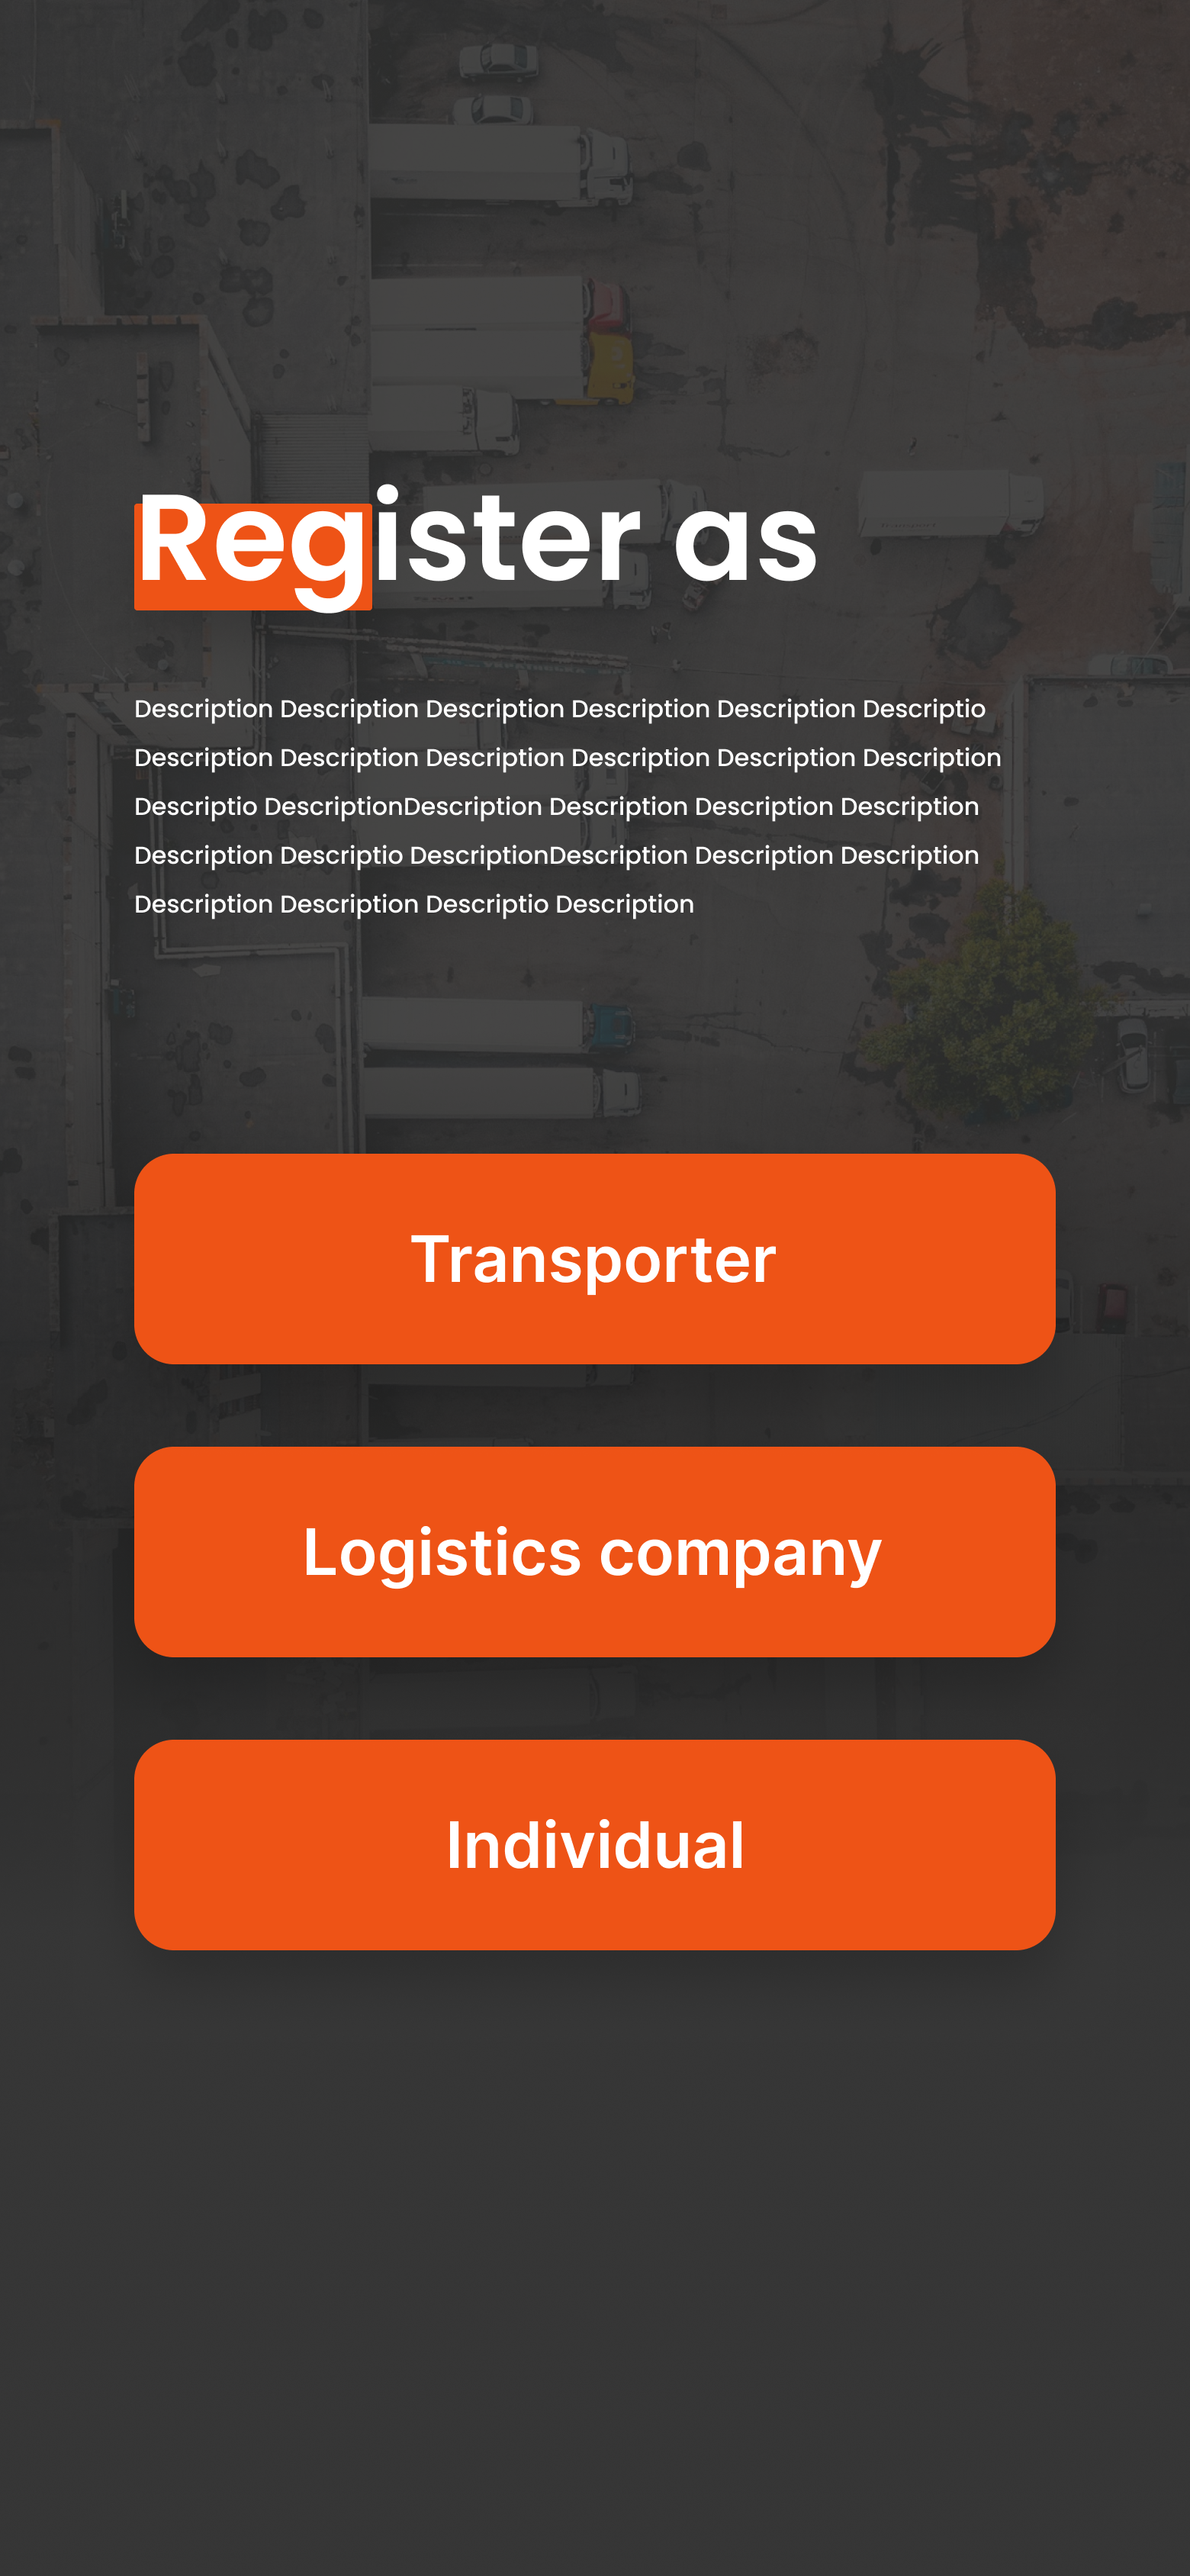 Register as
Description Description Description Description Description Descriptio
Description Description Description Description Description Description
Descriptio DescriptionDescription Description Description Description
Description Descriptio DescriptionDescription Description Description
Description Description Descriptio Description
Transporter
Logistics company
Individual